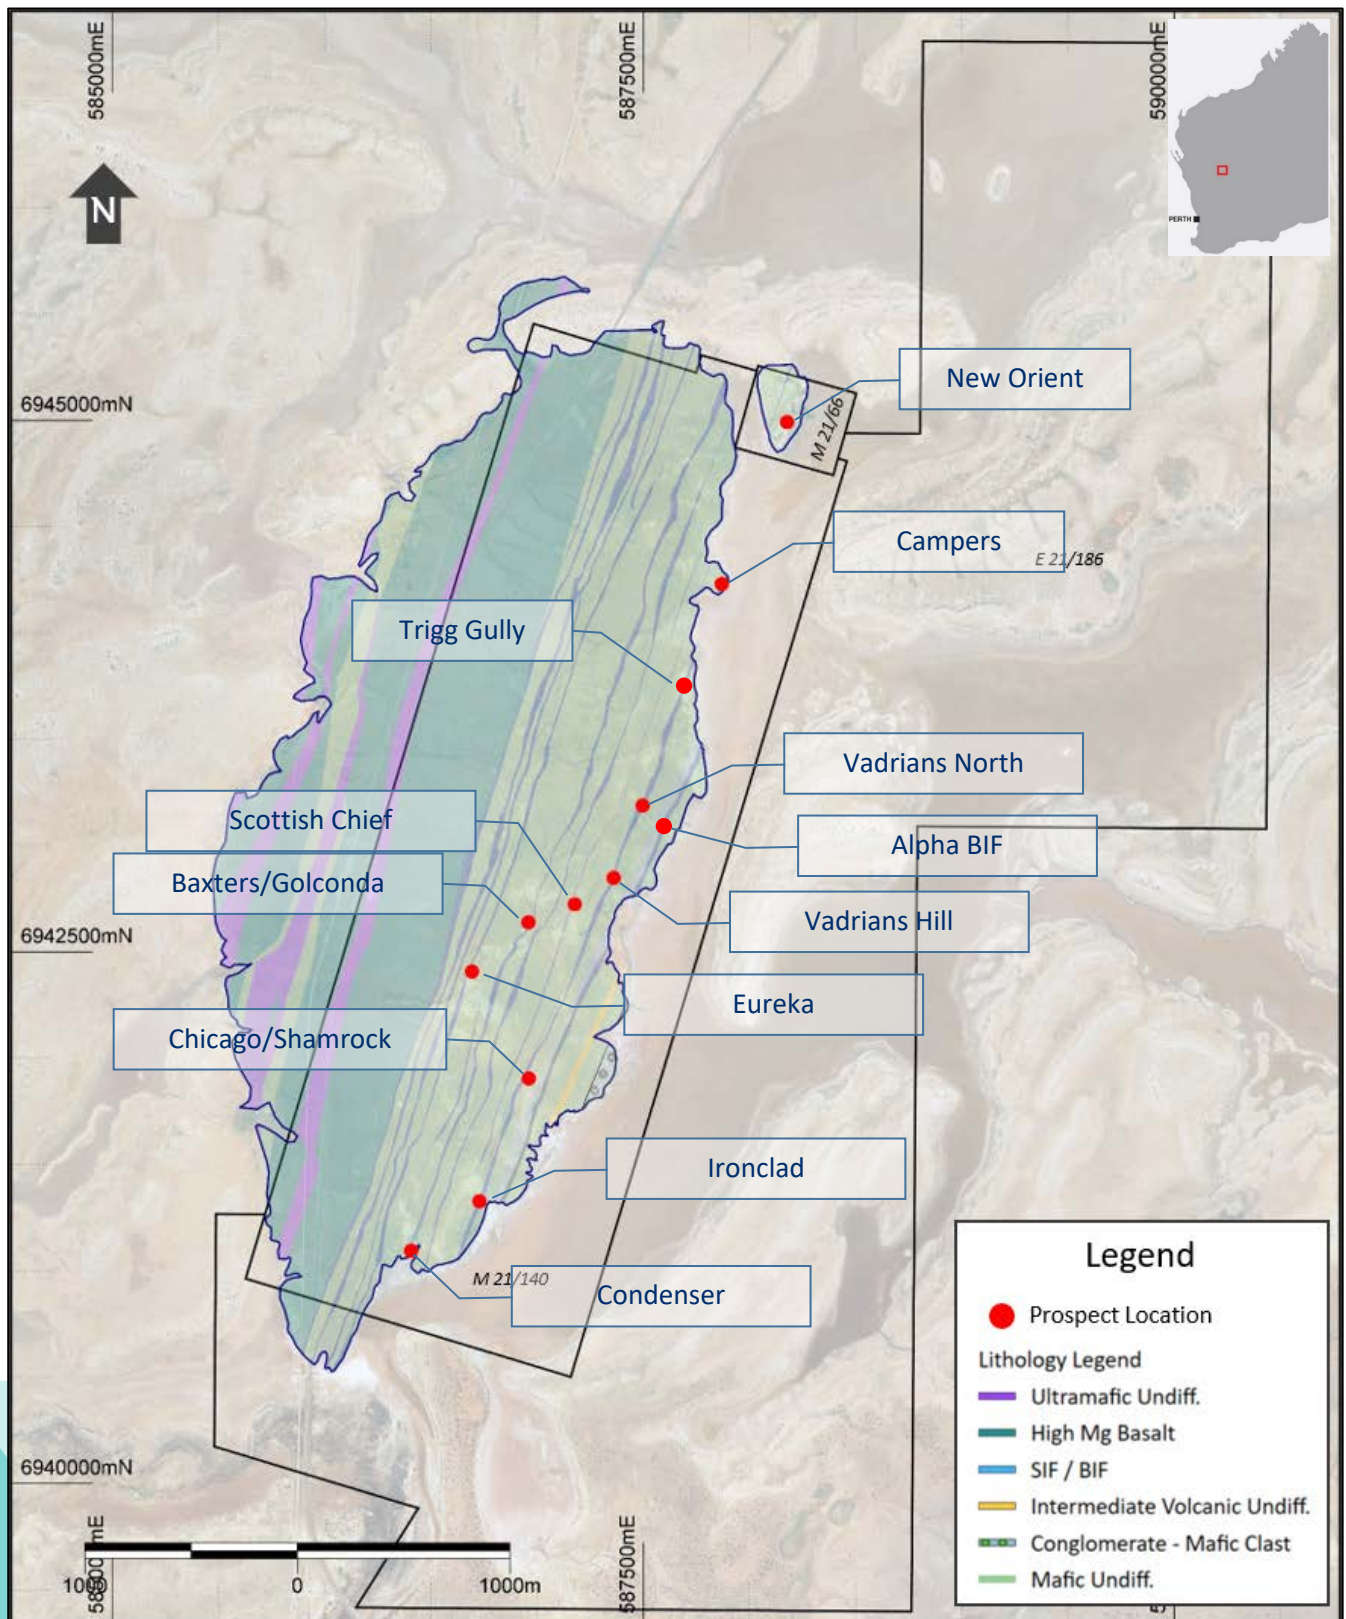 585000mE
587500mE
590000mE
N
PERTH
New Orient
6945000mN
M 21/66
Campers
E 21/186
Trigg Gully
Vadrians North
Scottish Chief
Alpha BIF
Baxters/Golconda
Vadrians Hill
6942500mN
Eureka
Chicago/Shamrock
Ironclad
M 21/140
Condenser
Legend
Prospect Location
Lithology Legend
Ultramafic Undiff.
High Mg Basalt
SIF / BIF
Intermediate Volcanic Undiff.
Conglomerate - Mafic Clast
Mafic Undiff.
6940000mN
585000mE
587500mE
1000 0 1000m